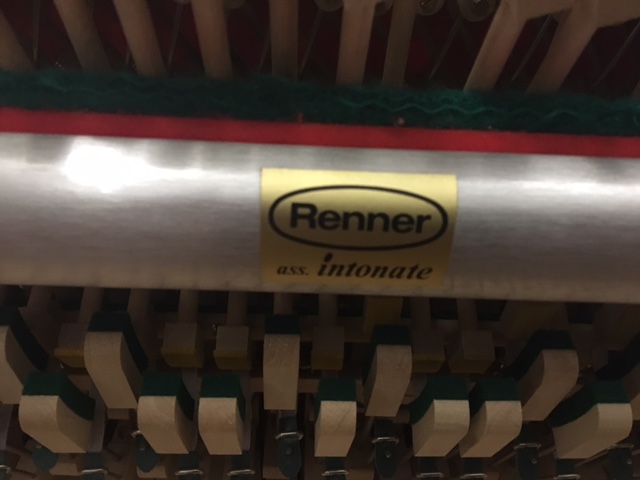 Renner
ass. intonate